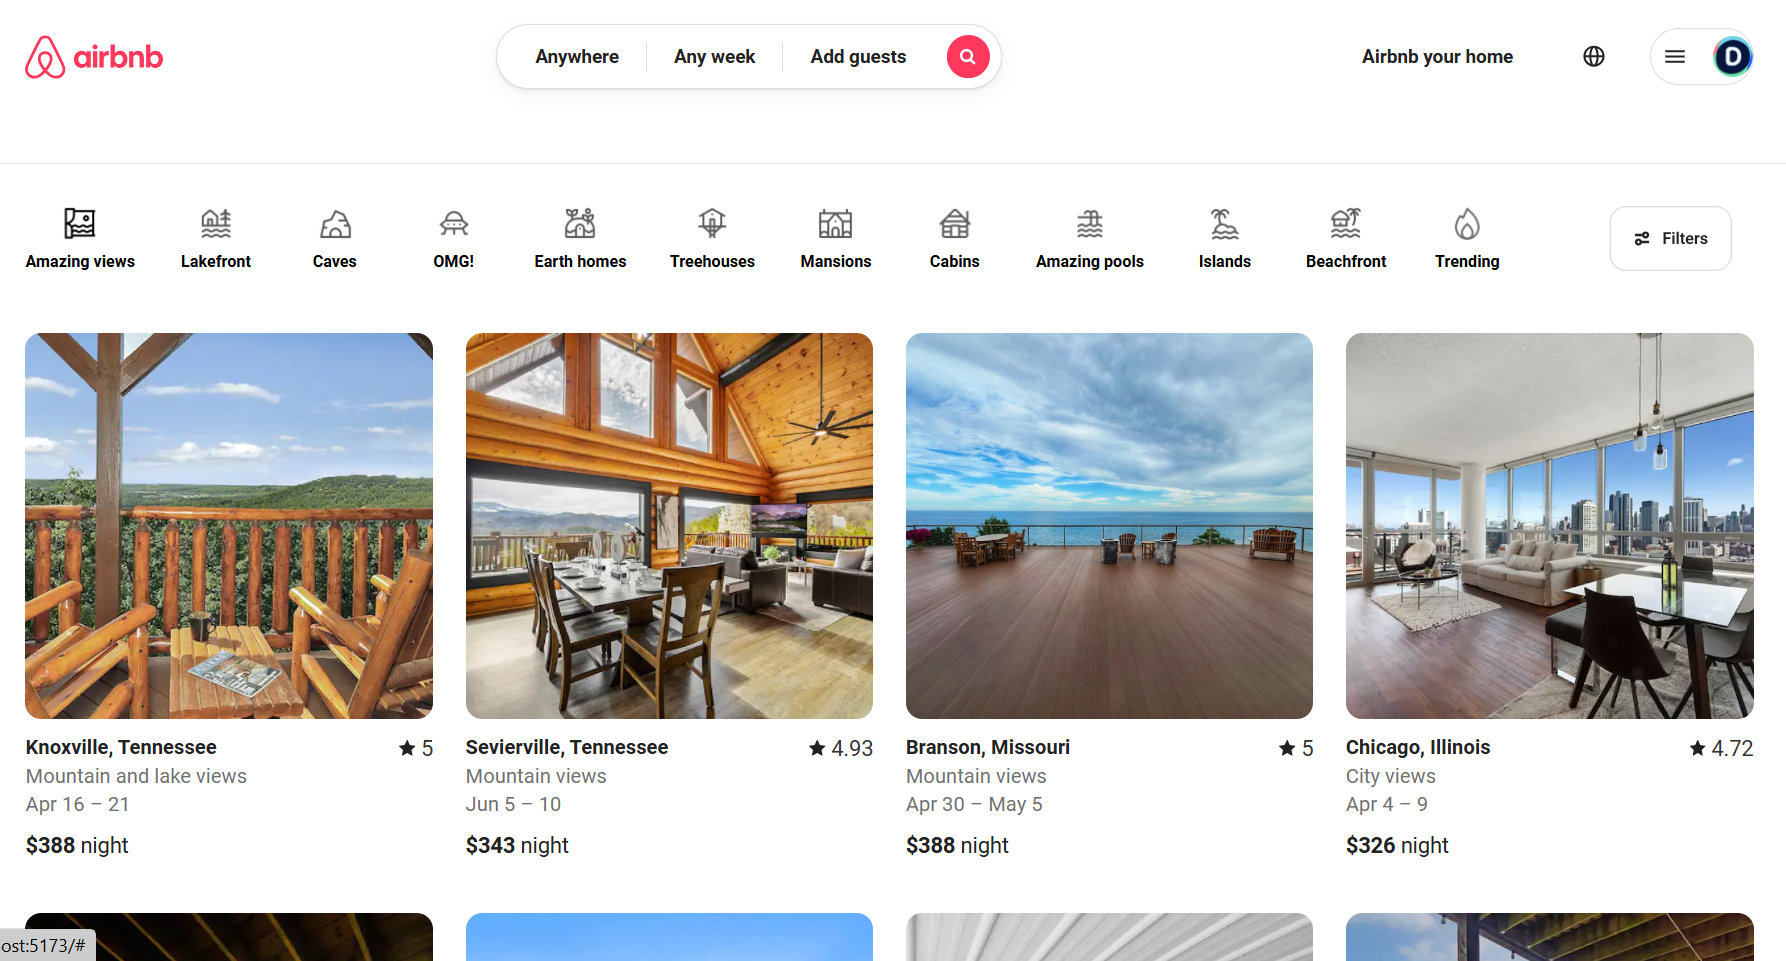 airbnb
Anywhere
Any week
Add guests
Airbnb your home
D
Amazing views
Lakefront
Caves
OMG!
Earth homes
Treehouses
Mansions
Cabins
Amazing pools
Islands
Beachfront
Trending
Filters
Knoxville, Tennessee
5
Mountain and lake views
Apr 16 – 21
$388 night
Sevierville, Tennessee
4.93
Mountain views
Jun 5 – 10
$343 night
Branson, Missouri
5
Mountain views
Apr 30 – May 5
$388 night
Chicago, Illinois
4.72
City views
Apr 4 – 9
$326 night
ost:5173/#